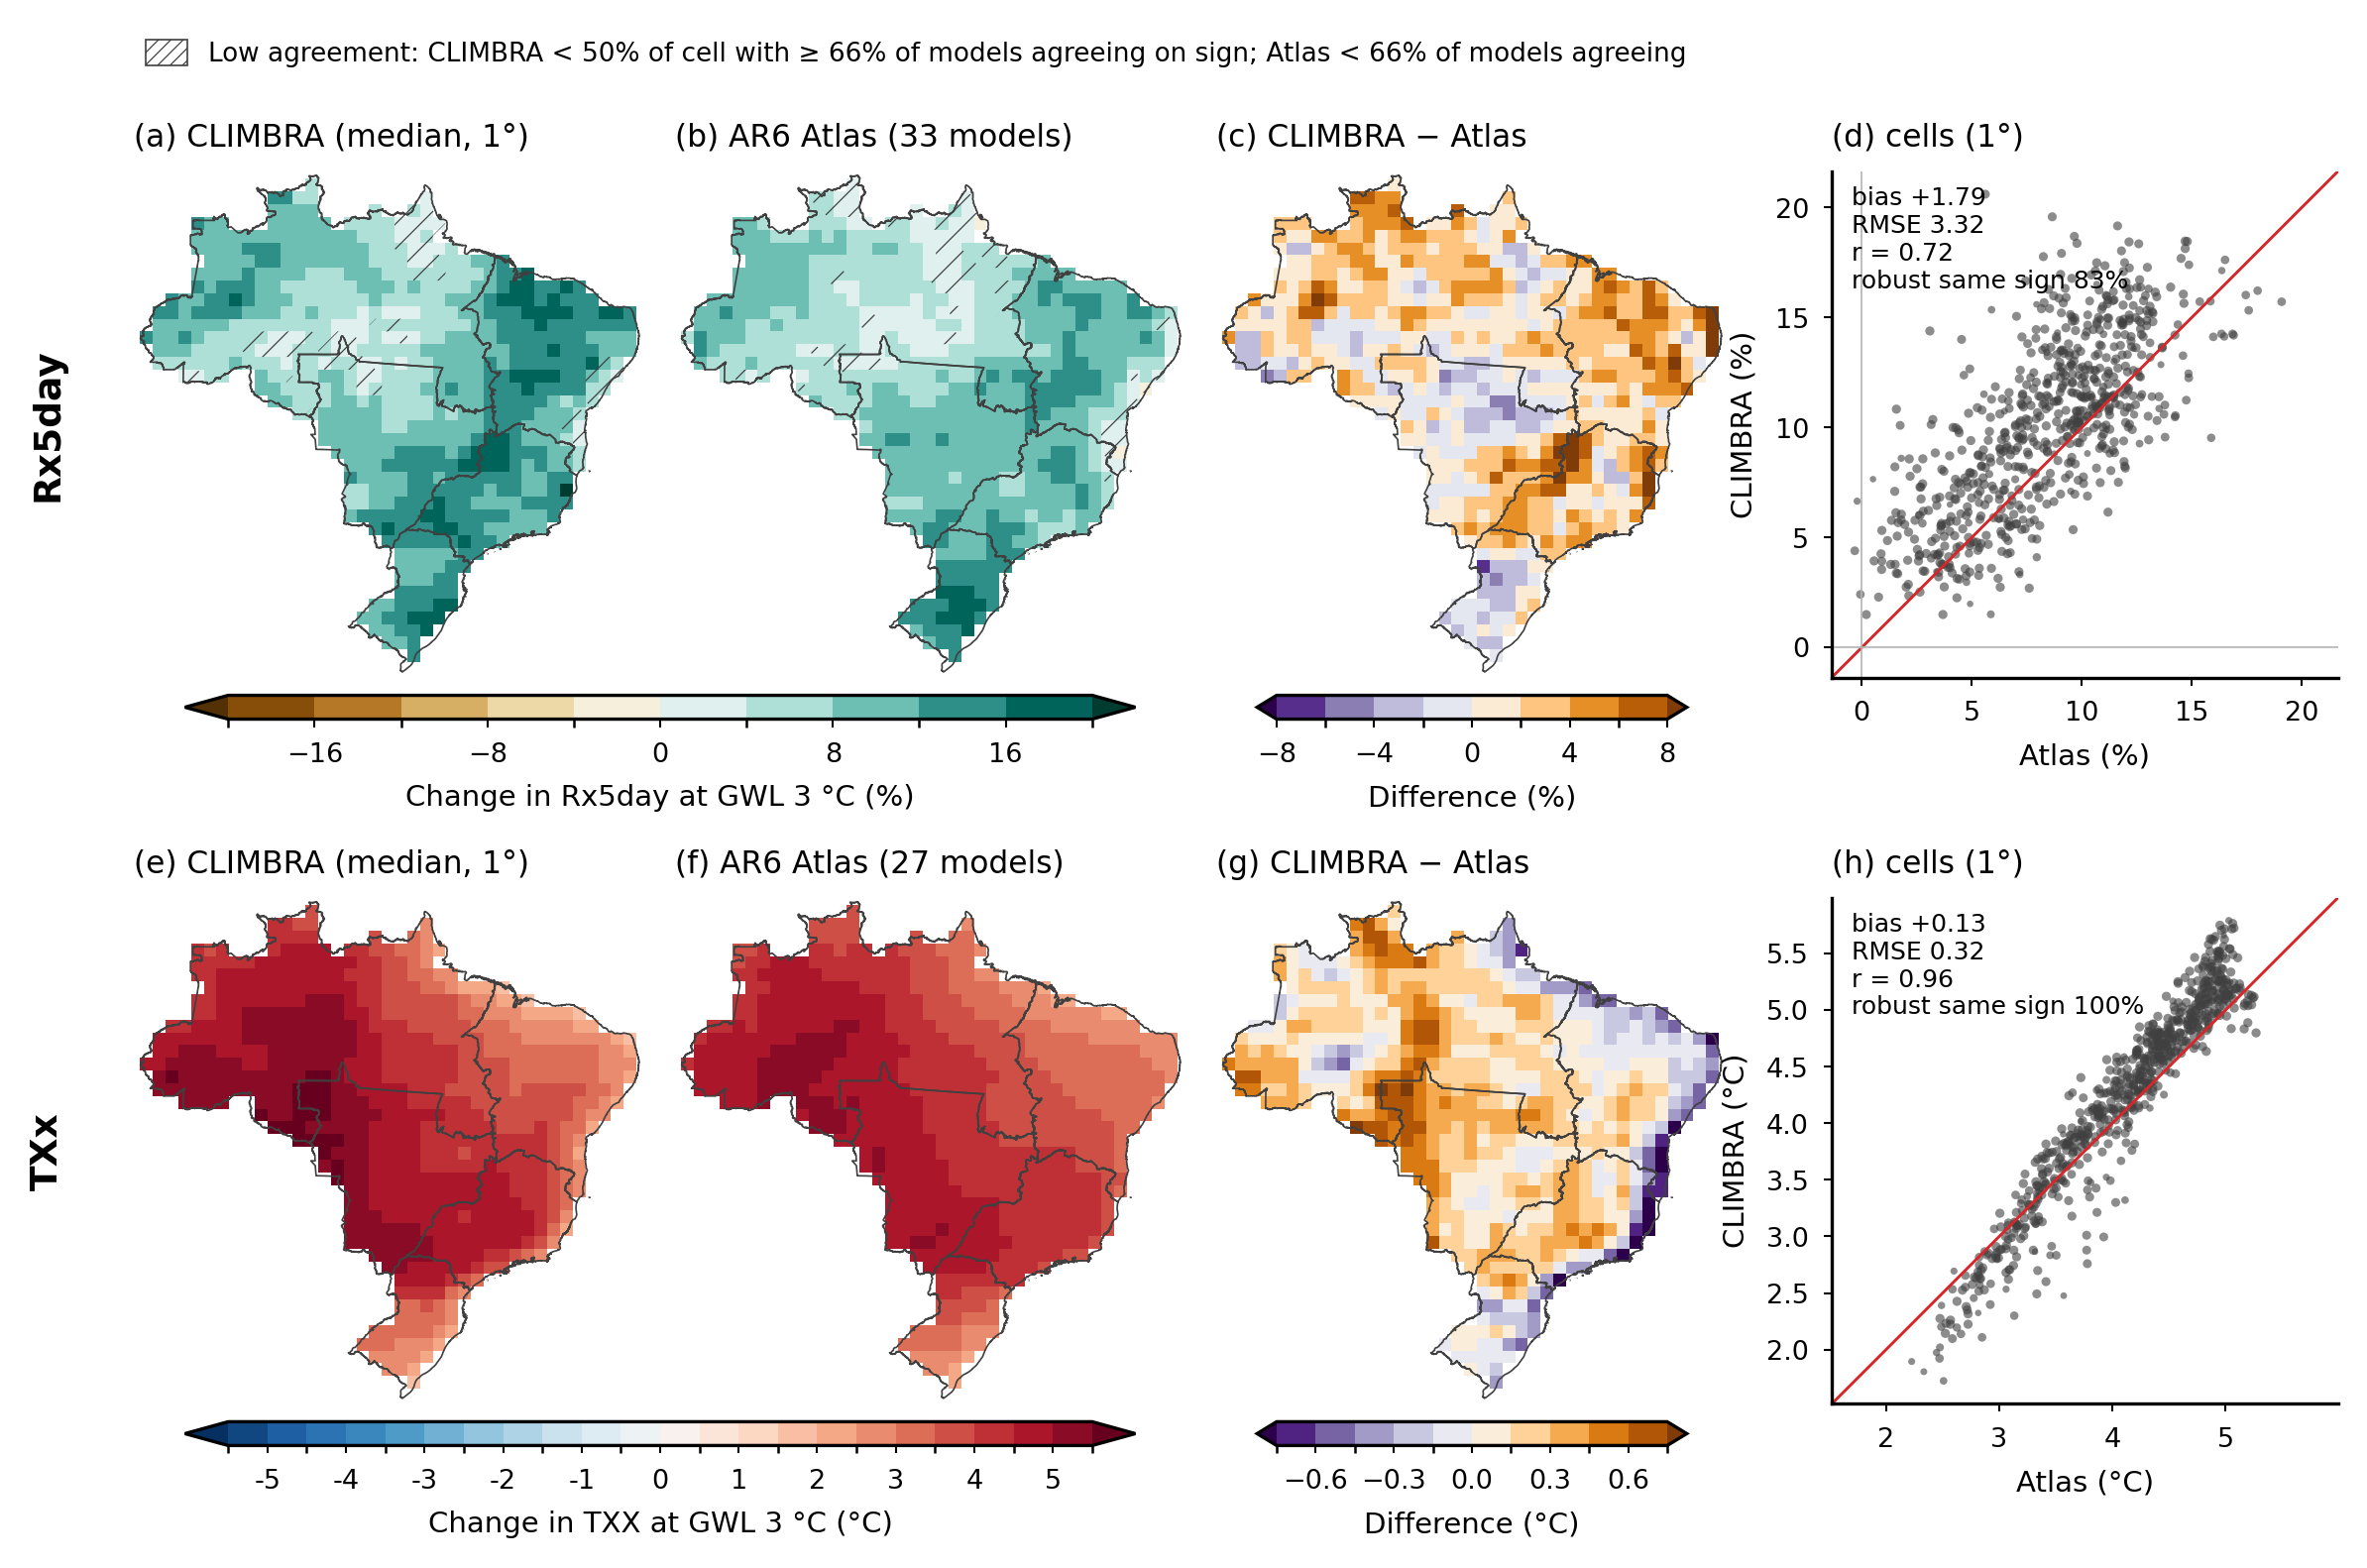 Low agreement: CLIMBRA < 50% of cell with ≥ 66% of models agreeing on sign; Atlas < 66% of models agreeing
Rx5day
(a) CLIMBRA (median, 1°)
(b) AR6 Atlas (33 models)
(c) CLIMBRA − Atlas
(d) cells (1°)
bias +1.79
RMSE 3.32
r = 0.72
robust same sign 83%
CLIMBRA (%)
20
15
10
5
0
0 5 10 15 20
Atlas (%)
−16 −8 0 8 16
Change in Rx5day at GWL 3 °C (%)
−8 −4 0 4 8
Difference (%)
TXx
(e) CLIMBRA (median, 1°)
(f) AR6 Atlas (27 models)
(g) CLIMBRA − Atlas
(h) cells (1°)
bias +0.13
RMSE 0.32
r = 0.96
robust same sign 100%
CLIMBRA (°C)
5.5
5.0
4.5
4.0
3.5
3.0
2.5
2.0
2 3 4 5
Atlas (°C)
-5 -4 -3 -2 -1 0 1 2 3 4 5
Change in TXX at GWL 3 °C (°C)
−0.6 −0.3 0.0 0.3 0.6
Difference (°C)